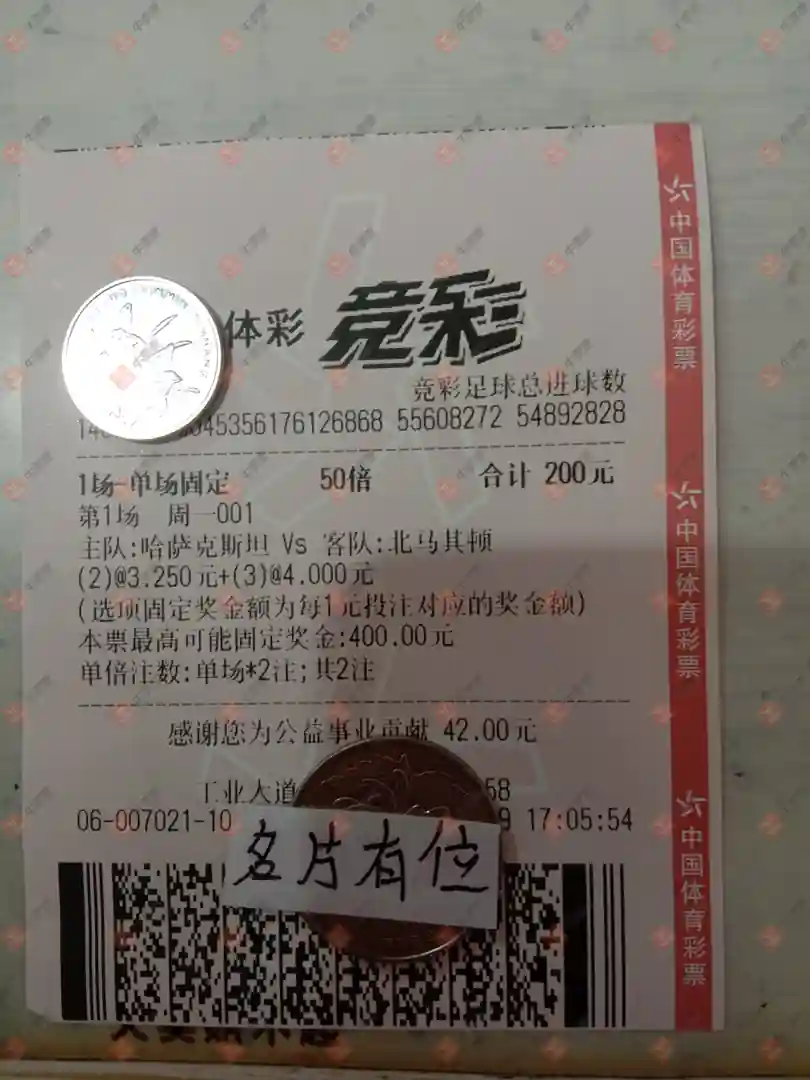 体彩 竞彩
竞彩足球总进球数
45356176126868 55608272 54892828
1场-单场固定 50倍 合计 200元
第1场 周一001
主队:哈萨克斯坦 Vs 客队:北马其顿
(2)@3.250元+(3)@4.000元
(选项固定奖金额为每1元投注对应的奖金额)
本票最高可能固定奖金:400.00元
单倍注数:单场*2注;共2注
感谢您为公益事业贡献 42.00元
工业大道 58
06-007021-10 9 17:05:54
名片有位
中国体育彩票
中国体育彩票
中国体育彩票